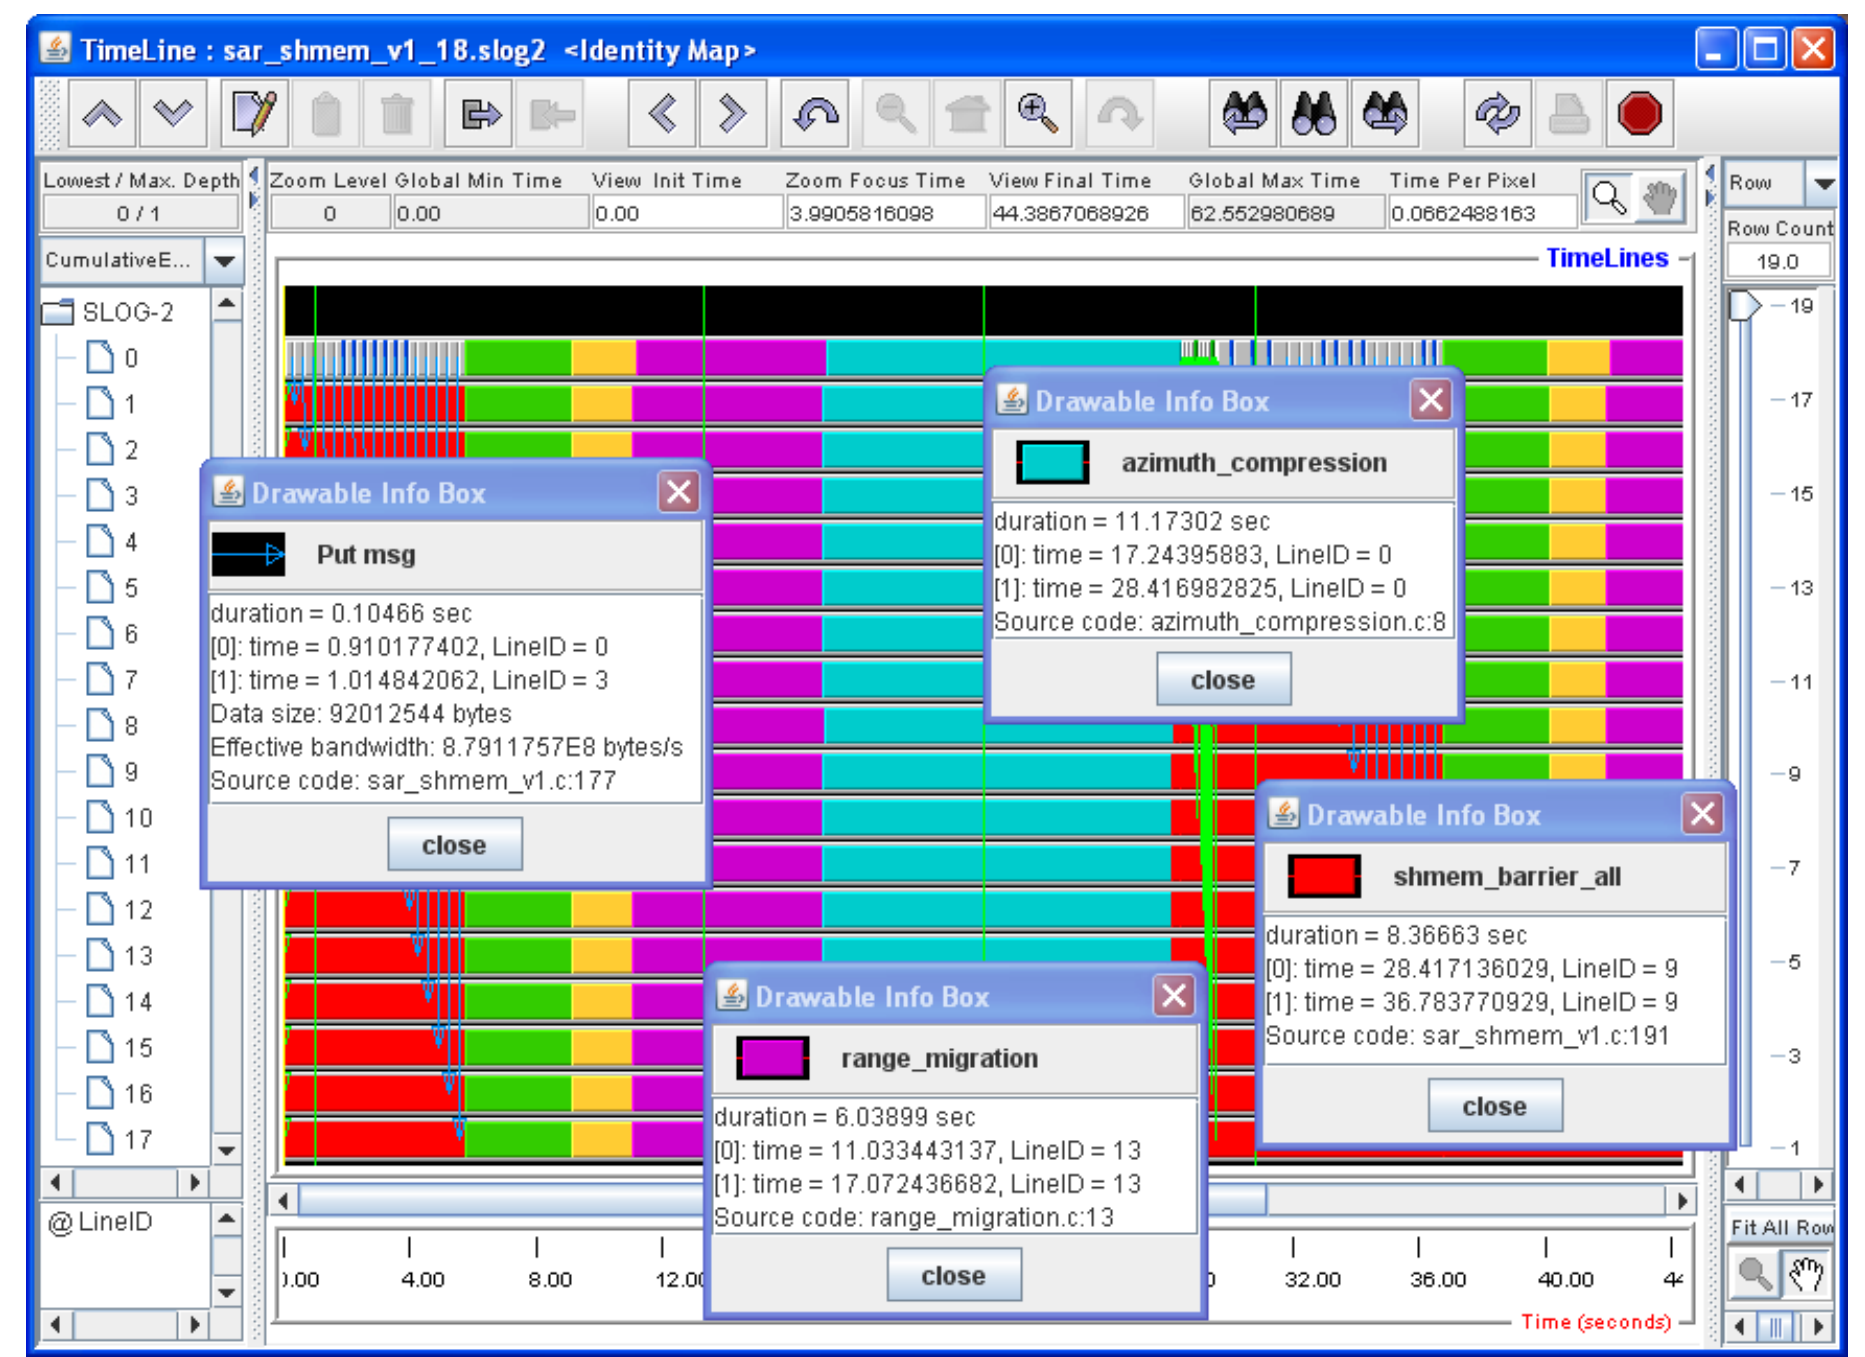 TimeLine : sar_shmem_v1_18.slog2 <Identity Map>
Lowest / Max. Depth
0 / 1
Zoom Level
Global Min Time
View Init Time
Zoom Focus Time
View Final Time
Global Max Time
Time Per Pixel
0
0.00
0.00
3.9905816098
44.3867068926
62.552980689
0.0662488163
Row
Row Count
19.0
CumulativeE...
TimeLines
SLOG-2
0
1
2
3
4
5
6
7
8
9
10
11
12
13
14
15
16
17
Drawable Info Box
azimuth_compression
duration = 11.17302 sec
[0]: time = 17.24395883, LineID = 0
[1]: time = 28.416982825, LineID = 0
Source code: azimuth_compression.c:8
close
Drawable Info Box
Put msg
duration = 0.10466 sec
[0]: time = 0.910177402, LineID = 0
[1]: time = 1.014842062, LineID = 3
Data size: 92012544 bytes
Effective bandwidth: 8.7911757E8 bytes/s
Source code: sar_shmem_v1.c:177
close
Drawable Info Box
shmem_barrier_all
duration = 8.36663 sec
[0]: time = 28.417136029, LineID = 9
[1]: time = 36.783770929, LineID = 9
Source code: sar_shmem_v1.c:191
close
Drawable Info Box
range_migration
duration = 6.03899 sec
[0]: time = 11.033443137, LineID = 13
[1]: time = 17.072436682, LineID = 13
Source code: range_migration.c:13
close
19
17
15
13
11
9
7
5
3
1
@ LineID
Fit All Row
).00
4.00
8.00
12.00
32.00
36.00
40.00
44
Time (seconds)